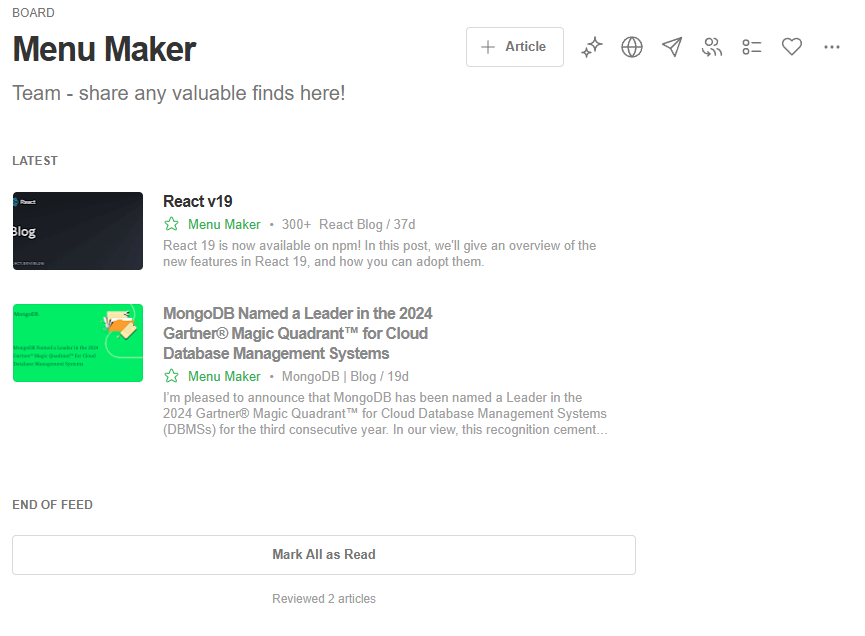 BOARD
Menu Maker
Article
Team - share any valuable finds here!
LATEST
React
Blog
React v19
Menu Maker • 300+ React Blog / 37d
React 19 is now available on npm! In this post, we'll give an overview of the
new features in React 19, and how you can adopt them.
MongoDB
MongoDB Named a Leader in the 2024
Gartner® Magic Quadrant™ for Cloud
Database Management Systems
MongoDB Named a Leader in the 2024
Gartner® Magic Quadrant™ for Cloud
Database Management Systems
Menu Maker • MongoDB | Blog / 19d
I'm pleased to announce that MongoDB has been named a Leader in the
2024 Gartner® Magic Quadrant™ for Cloud Database Management Systems
(DBMSs) for the third consecutive year. In our view, this recognition cement...
END OF FEED
Mark All as Read
Reviewed 2 articles